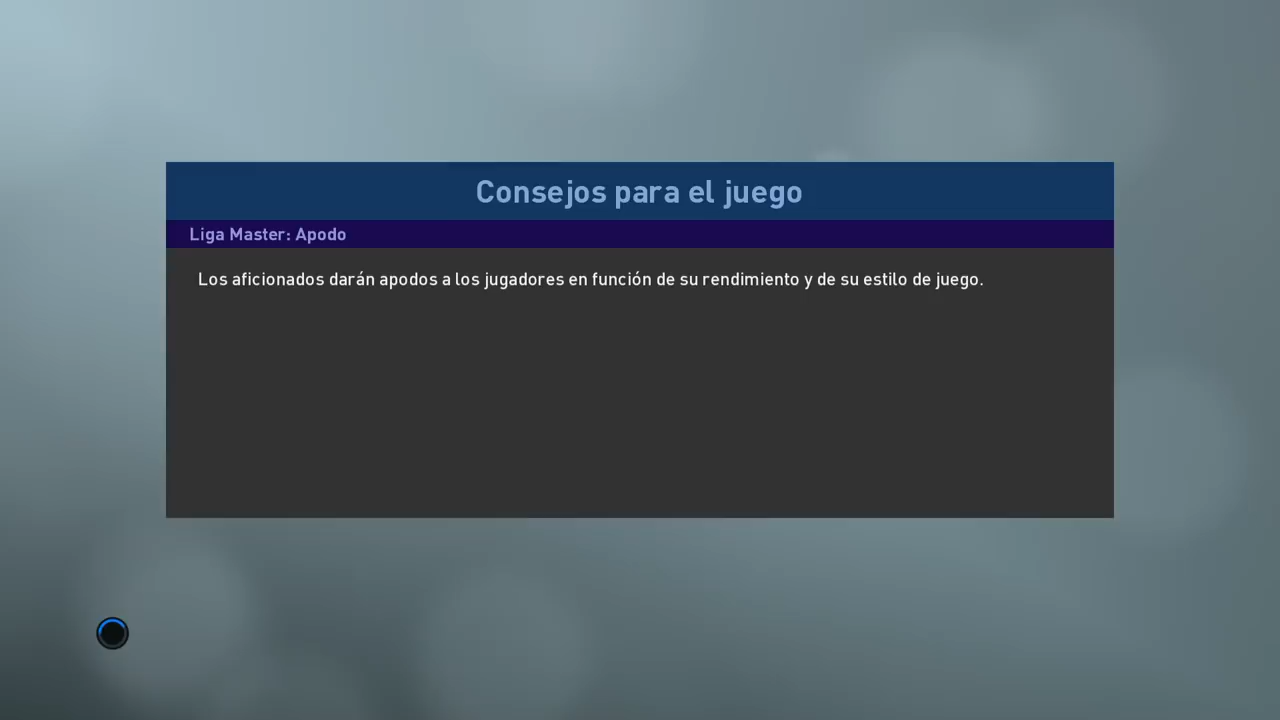 Consejos para el juego
Liga Master: Apodo
Los aficionados darán apodos a los jugadores en función de su rendimiento y de su estilo de juego.